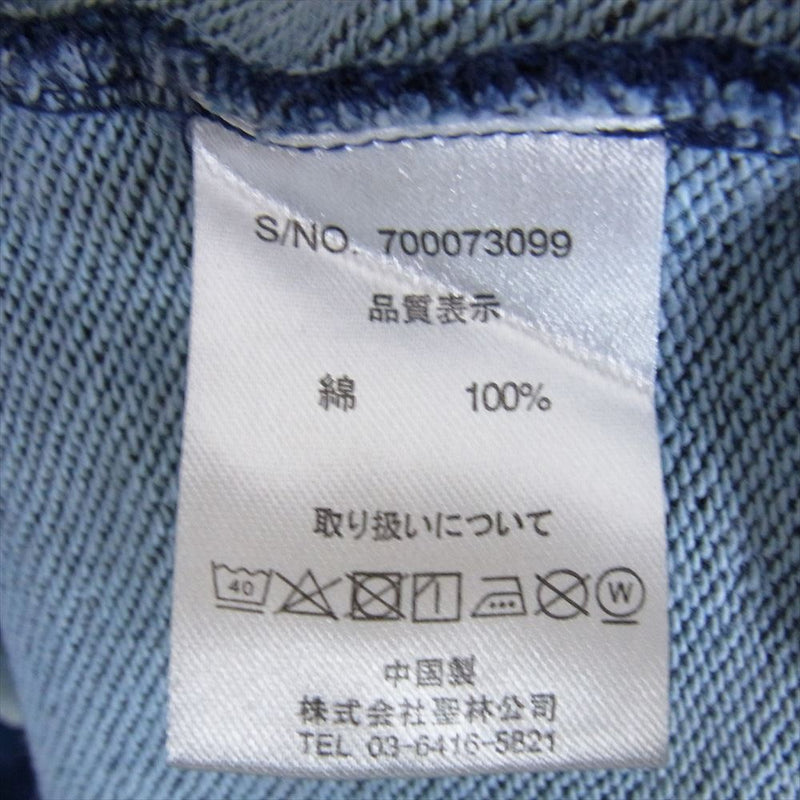 S/NO. 700073099
品質表示
綿 100%
取り扱いについて
40 W
中国製
株式会社聖林公司
TEL 03-6416-5821